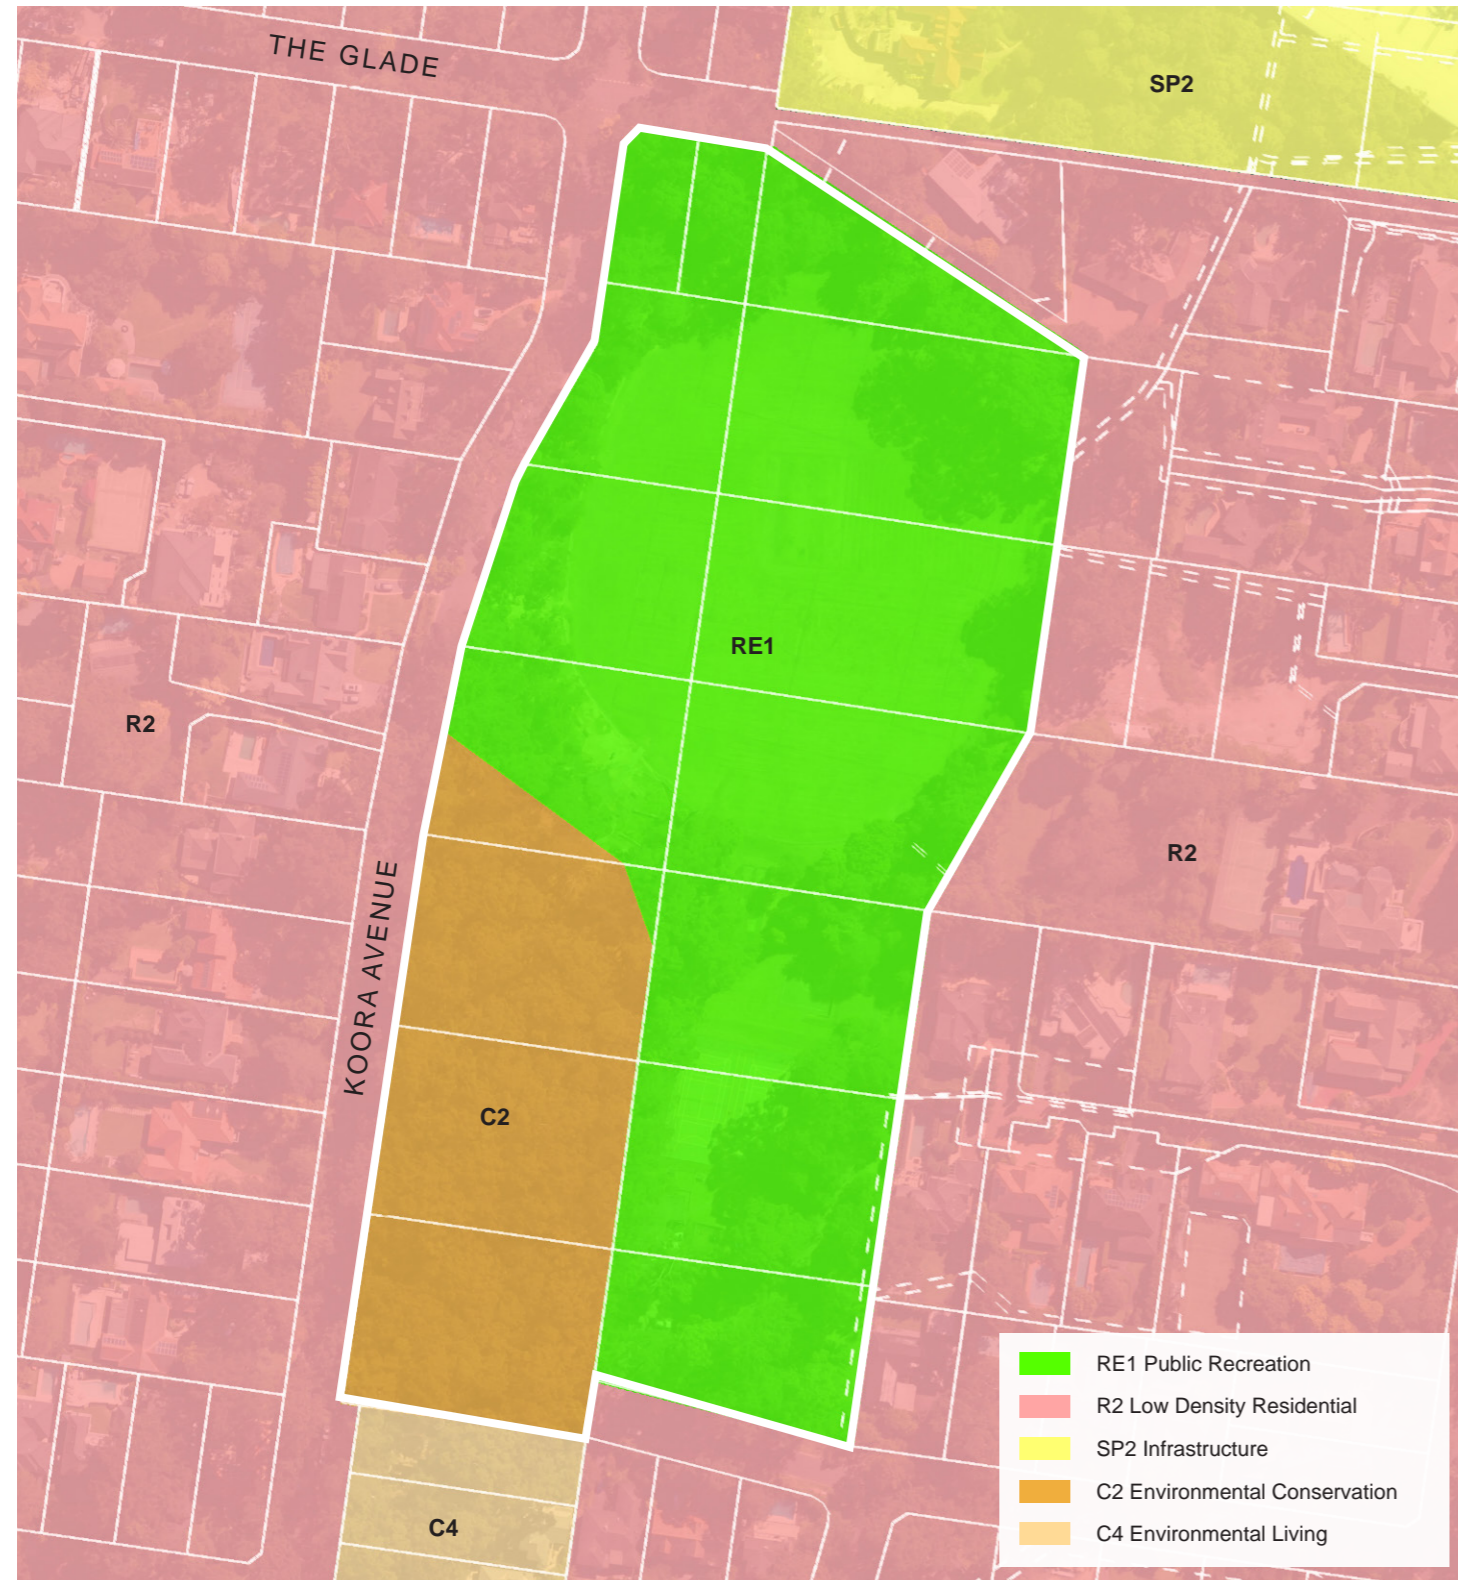 THE GLADE
SP2
RE1
R2
R2
KOORA AVENUE
C2
C4
RE1 Public Recreation
R2 Low Density Residential
SP2 Infrastructure
C2 Environmental Conservation
C4 Environmental Living